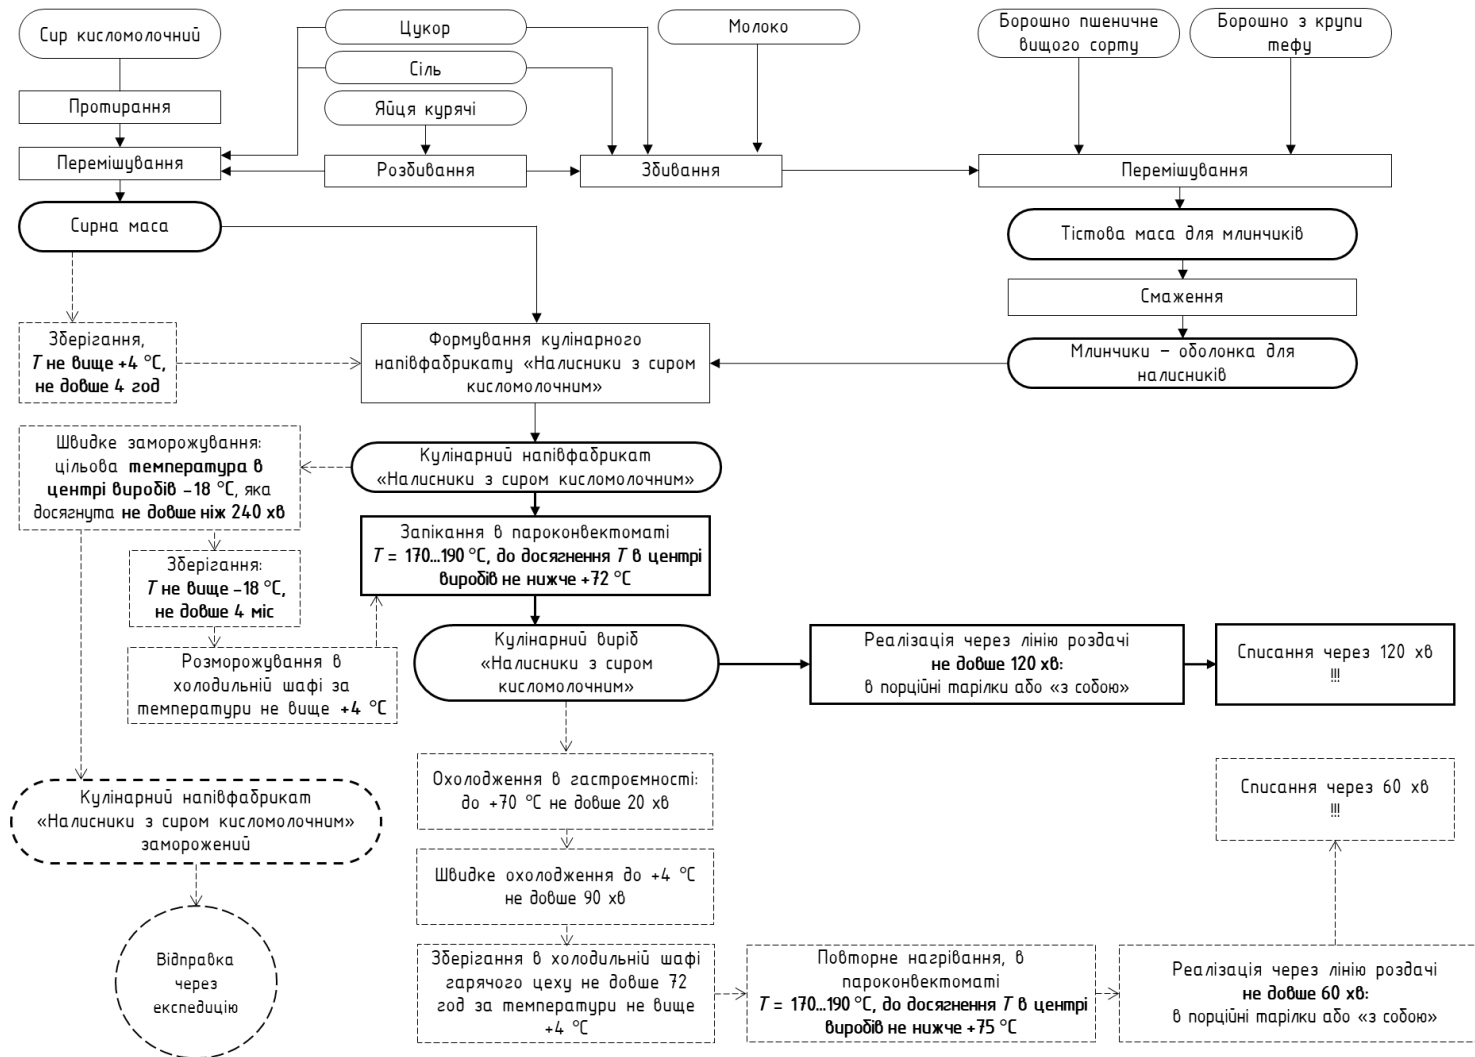 Сир кисломолочний
Цукор
Сіль
Яйця курячі
Молоко
Борошно пшеничне
вищого сорту
Борошно з крупи
тефу
Протирання
Перемішування
Розбивання
Збивання
Перемішування
Сирна маса
Тістова маса для млинчиків
Смаження
Зберігання,
T не вище +4 °C,
не довше 4 год
Формування кулінарного
напівфабрикату «Налисники з сиром
кисломолочним»
Млинчики – оболонка для
налисників
Швидке заморожування:
цільова температура в
центрі виробів –18 °C, яка
досягнута не довше ніж 240 хв
Кулінарний напівфабрикат
«Налисники з сиром кисломолочним»
Запікання в пароконвектоматі
T = 170...190 °C, до досягнення T в центрі
виробів не нижче +72 °C
Зберігання:
T не вище –18 °C,
не довше 4 міс
Розморожування в
холодильній шафі за
температури не вище +4 °C
Кулінарний виріб
«Налисники з сиром
кисломолочним»
Реалізація через лінію роздачі
не довше 120 хв:
в порційні тарілки або «з собою»
Списання через 120 хв
!!!
Охолодження в гастроємності:
до +70 °C не довше 20 хв
Списання через 60 хв
!!!
Кулінарний напівфабрикат
«Налисники з сиром кисломолочним»
заморожений
Швидке охолодження до +4 °C
не довше 90 хв
Відправка
через
експедицію
Зберігання в холодильній шафі
гарячого цеху не довше 72
год за температури не вище
+4 °C
Повторне нагрівання, в
пароконвектоматі
T = 170...190 °C, до досягнення T в центрі
виробів не нижче +75 °C
Реалізація через лінію роздачі
не довше 60 хв:
в порційні тарілки або «з собою»